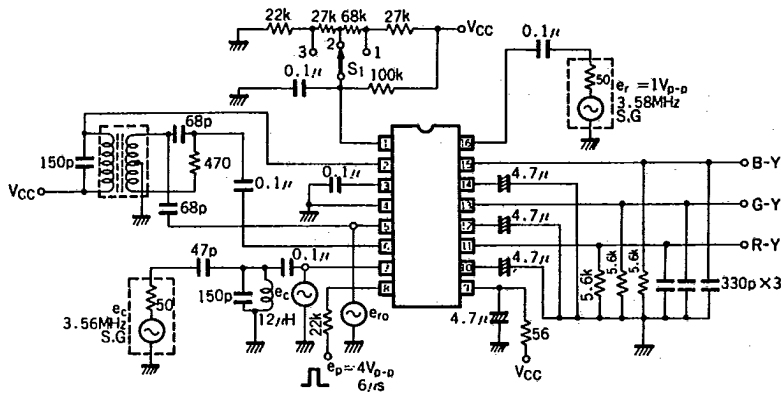 22k 27k 68k 27k
VCC
3 2 1
S1
0.1μ 100k
0.1μ
50 er = 1Vp-p
3.58MHz
S.G
68p
150p
470
VCC
68p
0.1μ
0.1μ
1 16
2 15
3 14
4 13
5 12
6 11
7 10
8 9
4.7μ
4.7μ
4.7μ
B-Y
G-Y
R-Y
47p
0.1μ
ec
50
3.56MHz
S.G
150p
12μH
ec
22k
ero
ep=4Vp-p
6μs
4.7μ
56
VCC
5.6k
5.6k
5.6k
330p×3